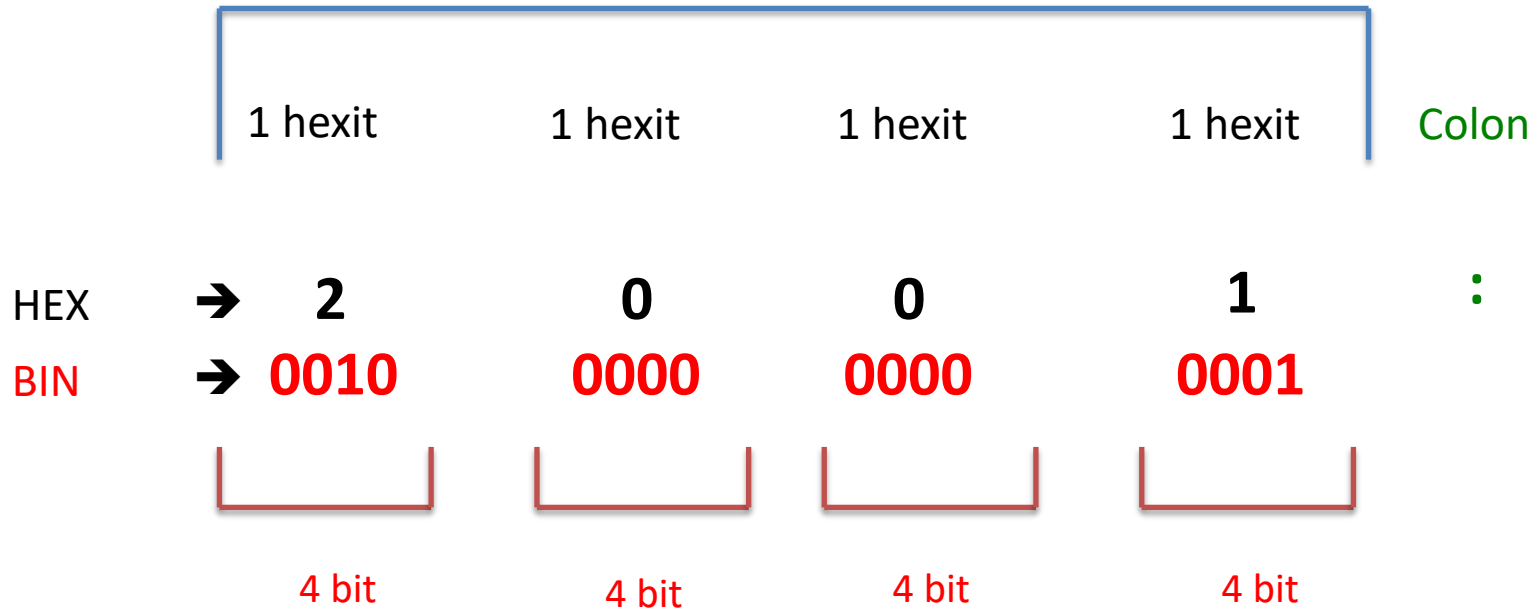 1 hexit 1 hexit 1 hexit 1 hexit Colon
HEX ➔ 2 0 0 1 :
BIN ➔ 0010 0000 0000 0001
4 bit 4 bit 4 bit 4 bit